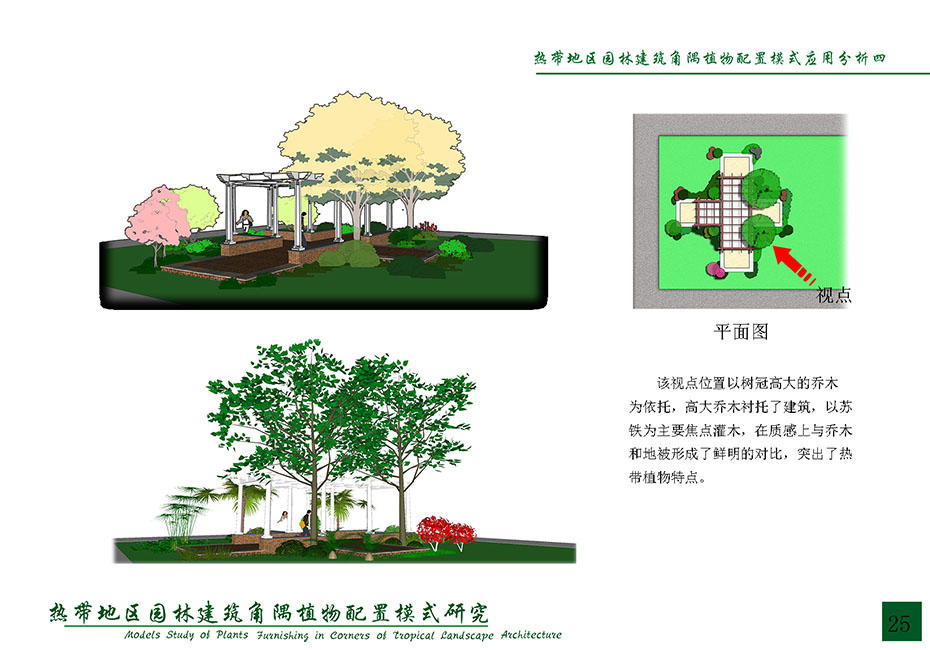 热带地区园林建筑角隅植物配置模式应用分析四
视点
平面图
该视点位置以树冠高大的乔木
为依托，高大乔木衬托了建筑，以苏
铁为主要焦点灌木，在质感上与乔木
和地被形成了鲜明的对比，突出了热
带植物特点。
热带地区园林建筑角隅植物配置模式研究
Models Study of Plants Furnishing in Corners of Tropical Landscape Architecture
25